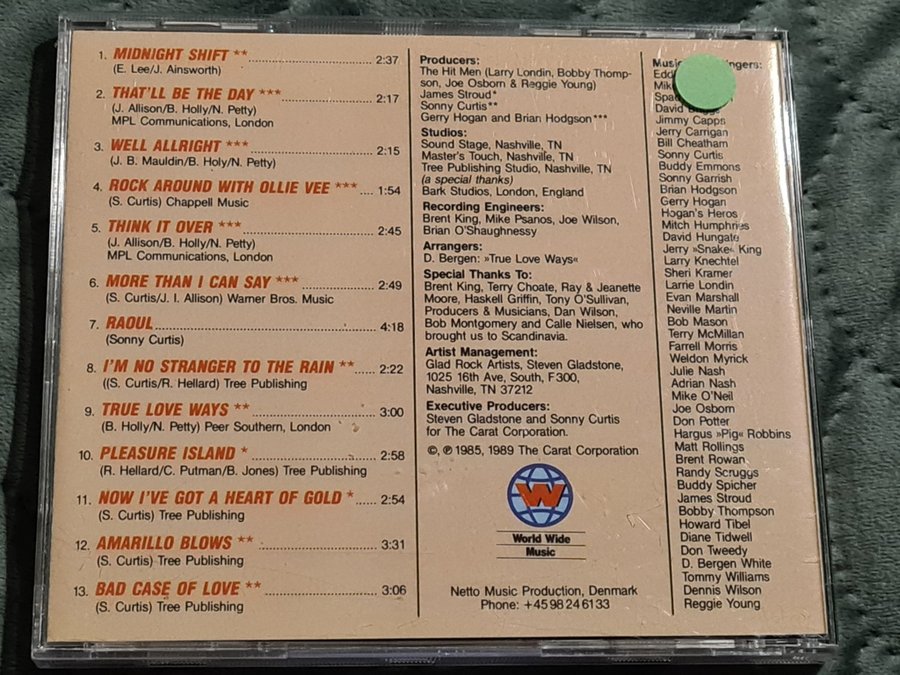 1. MIDNIGHT SHIFT ** 2:37
(E. Lee/J. Ainsworth)
2. THAT'LL BE THE DAY *** 2:17
(J. Allison/B. Holly/N. Petty)
MPL Communications, London
3. WELL ALLRIGHT *** 2:15
(J. B. Mauldin/B. Holy/N. Petty)
4. ROCK AROUND WITH OLLIE VEE *** .... 1:54
(S. Curtis) Chappell Music
5. THINK IT OVER *** 2:45
(J. Allison/B. Holly/N. Petty)
MPL Communications, London
6. MORE THAN I CAN SAY *** 2:49
(S. Curtis/J. I. Allison) Warner Bros. Music
7. RAOUL 4:18
(Sonny Curtis)
8. I'M NO STRANGER TO THE RAIN ** ...... 2:22
((S. Curtis/R. Hellard) Tree Publishing
9. TRUE LOVE WAYS ** 3:00
(B. Holly/N. Petty) Peer Southern, London
10. PLEASURE ISLAND * 2:58
(R. Hellard/C. Putman/B. Jones) Tree Publishing
11. NOW I'VE GOT A HEART OF GOLD * ...... 2:54
(S. Curtis) Tree Publishing
12. AMARILLO BLOWS ** 3:31
(S. Curtis) Tree Publishing
13. BAD CASE OF LOVE ** 3:06
(S. Curtis) Tree Publishing
Producers:
The Hit Men (Larry Londin, Bobby Thomp-
son, Joe Osborn & Reggie Young)
James Stroud*
Sonny Curtis**
Gerry Hogan and Brian Hodgson***
Studios:
Sound Stage, Nashville, TN
Master's Touch, Nashville, TN
Tree Publishing Studio, Nashville, TN
(a special thanks)
Bark Studios, London, England
Recording Engineers:
Brent King, Mike Psanos, Joe Wilson,
Brian O'Shaughnessy
Arrangers:
D. Bergen: »True Love Ways«
Special Thanks To:
Brent King, Terry Choate, Ray & Jeanette
Moore, Haskell Griffin, Tony O'Sullivan,
Producers & Musicians, Dan Wilson,
Bob Montgomery and Calle Nielsen, who
brought us to Scandinavia.
Artist Management:
Glad Rock Artists, Steven Gladstone,
1025 16th Ave, South, F300,
Nashville, TN 37212
Executive Producers:
Steven Gladstone and Sonny Curtis
for The Carat Corporation.
©, ℗ 1985, 1989 The Carat Corporation
W
World Wide
Music
Netto Music Production, Denmark
Phone: +45 98 24 61 33
David Briggs
Jimmy Capps
Jerry Carrigan
Bill Cheatham
Sonny Curtis
Buddy Emmons
Sonny Garrish
Brian Hodgson
Gerry Hogan
Hogan's Heros
Mitch Humphries
David Hungate
Jerry »Snake« King
Larry Knechtel
Sheri Kramer
Larrie Londin
Evan Marshall
Neville Martin
Bob Mason
Terry McMillan
Farrell Morris
Weldon Myrick
Julie Nash
Adrian Nash
Mike O'Neil
Joe Osborn
Don Potter
Hargus »Pig« Robbins
Matt Rollings
Brent Rowan
Randy Scruggs
Buddy Spicher
James Stroud
Bobby Thompson
Howard Tibel
Diane Tidwell
Don Tweedy
D. Bergen White
Tommy Williams
Dennis Wilson
Reggie Young